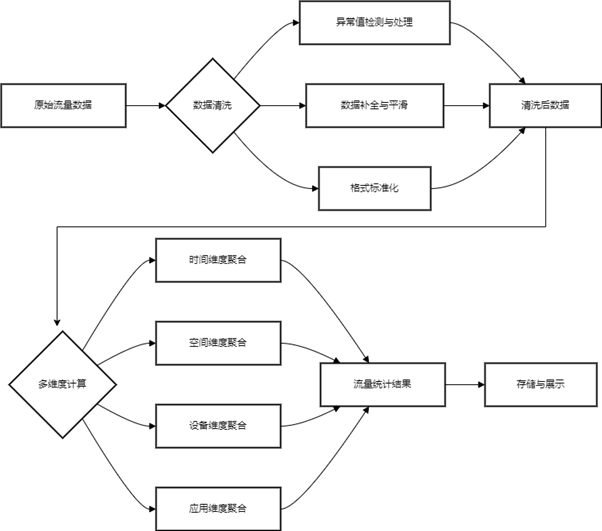 异常值检测与处理
原始流量数据
数据清洗
数据补全与平滑
清洗后数据
格式标准化
时间维度聚合
空间维度聚合
多维度计算
流量统计结果
存储与展示
设备维度聚合
应用维度聚合